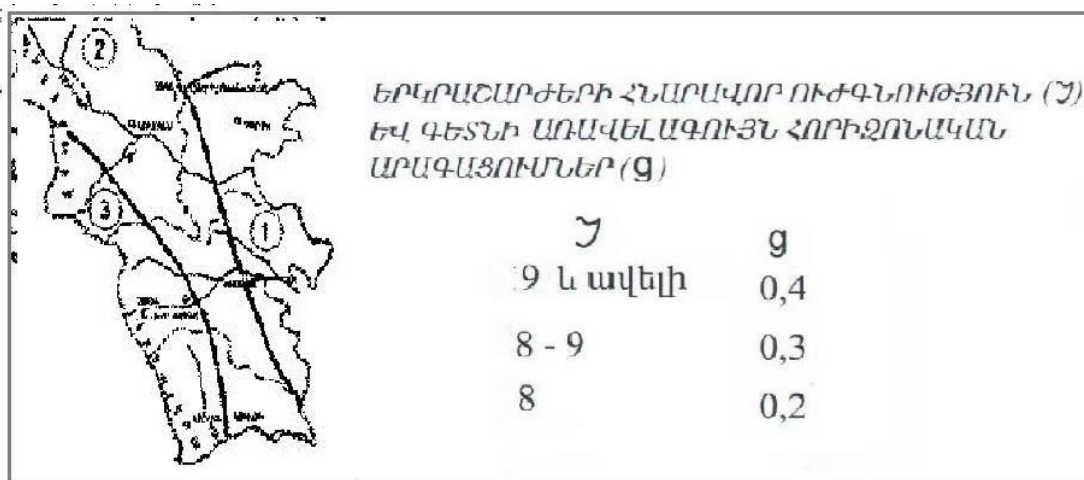 ԵՐԿՐԱՇԱՐԺԵՐԻ ՀՆԱՐԱՎՈՐ ՈՒԺԳՆՈՒԹՅՈՒՆ (J)
ԵՎ ԳԵՏՆԻ ԱՌԱՎԵԼԱԳՈՒՅՆ ՀՈՐԻԶՈՆԱԿԱՆ
ԱՐԱԳԱՑՈՒՄՆԵՐ (g)
J g
9 և ավելի 0,4
8 - 9 0,3
8 0,2
2
3
1